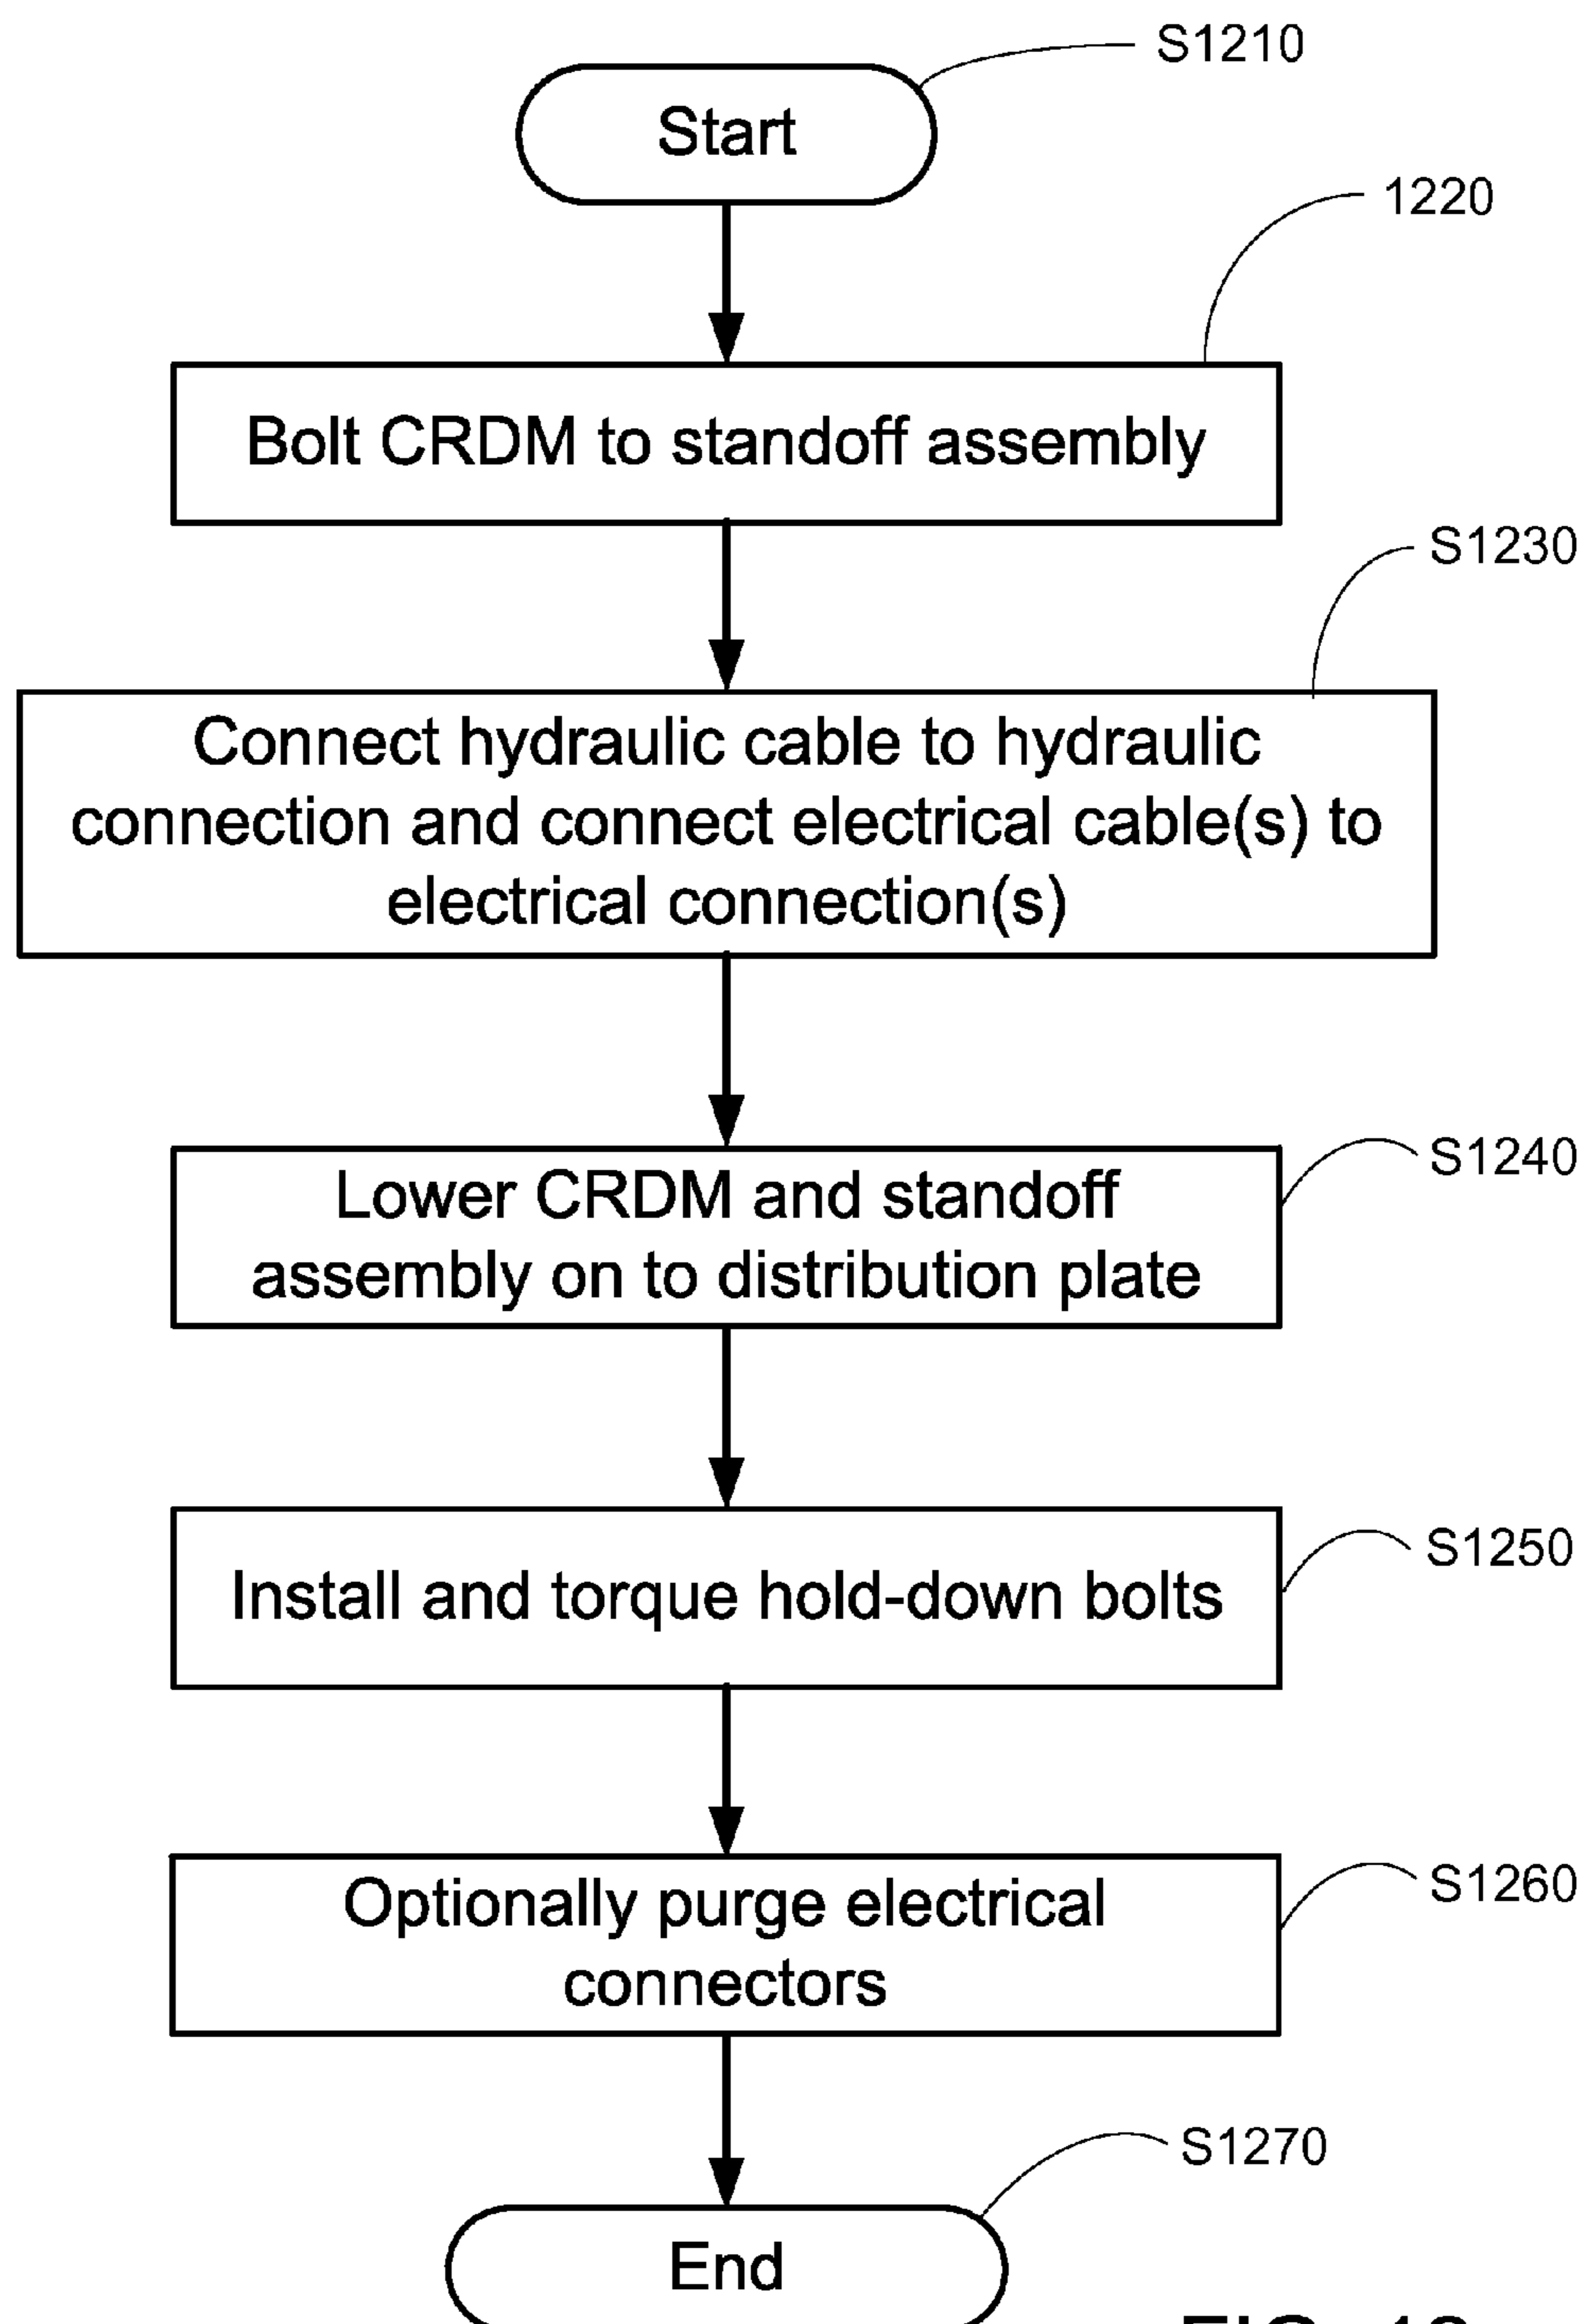 S1210
Start
1220
Bolt CRDM to standoff assembly
S1230
Connect hydraulic cable to hydraulic
connection and connect electrical cable(s) to
electrical connection(s)
S1240
Lower CRDM and standoff
assembly on to distribution plate
S1250
Install and torque hold-down bolts
S1260
Optionally purge electrical
connectors
S1270
End